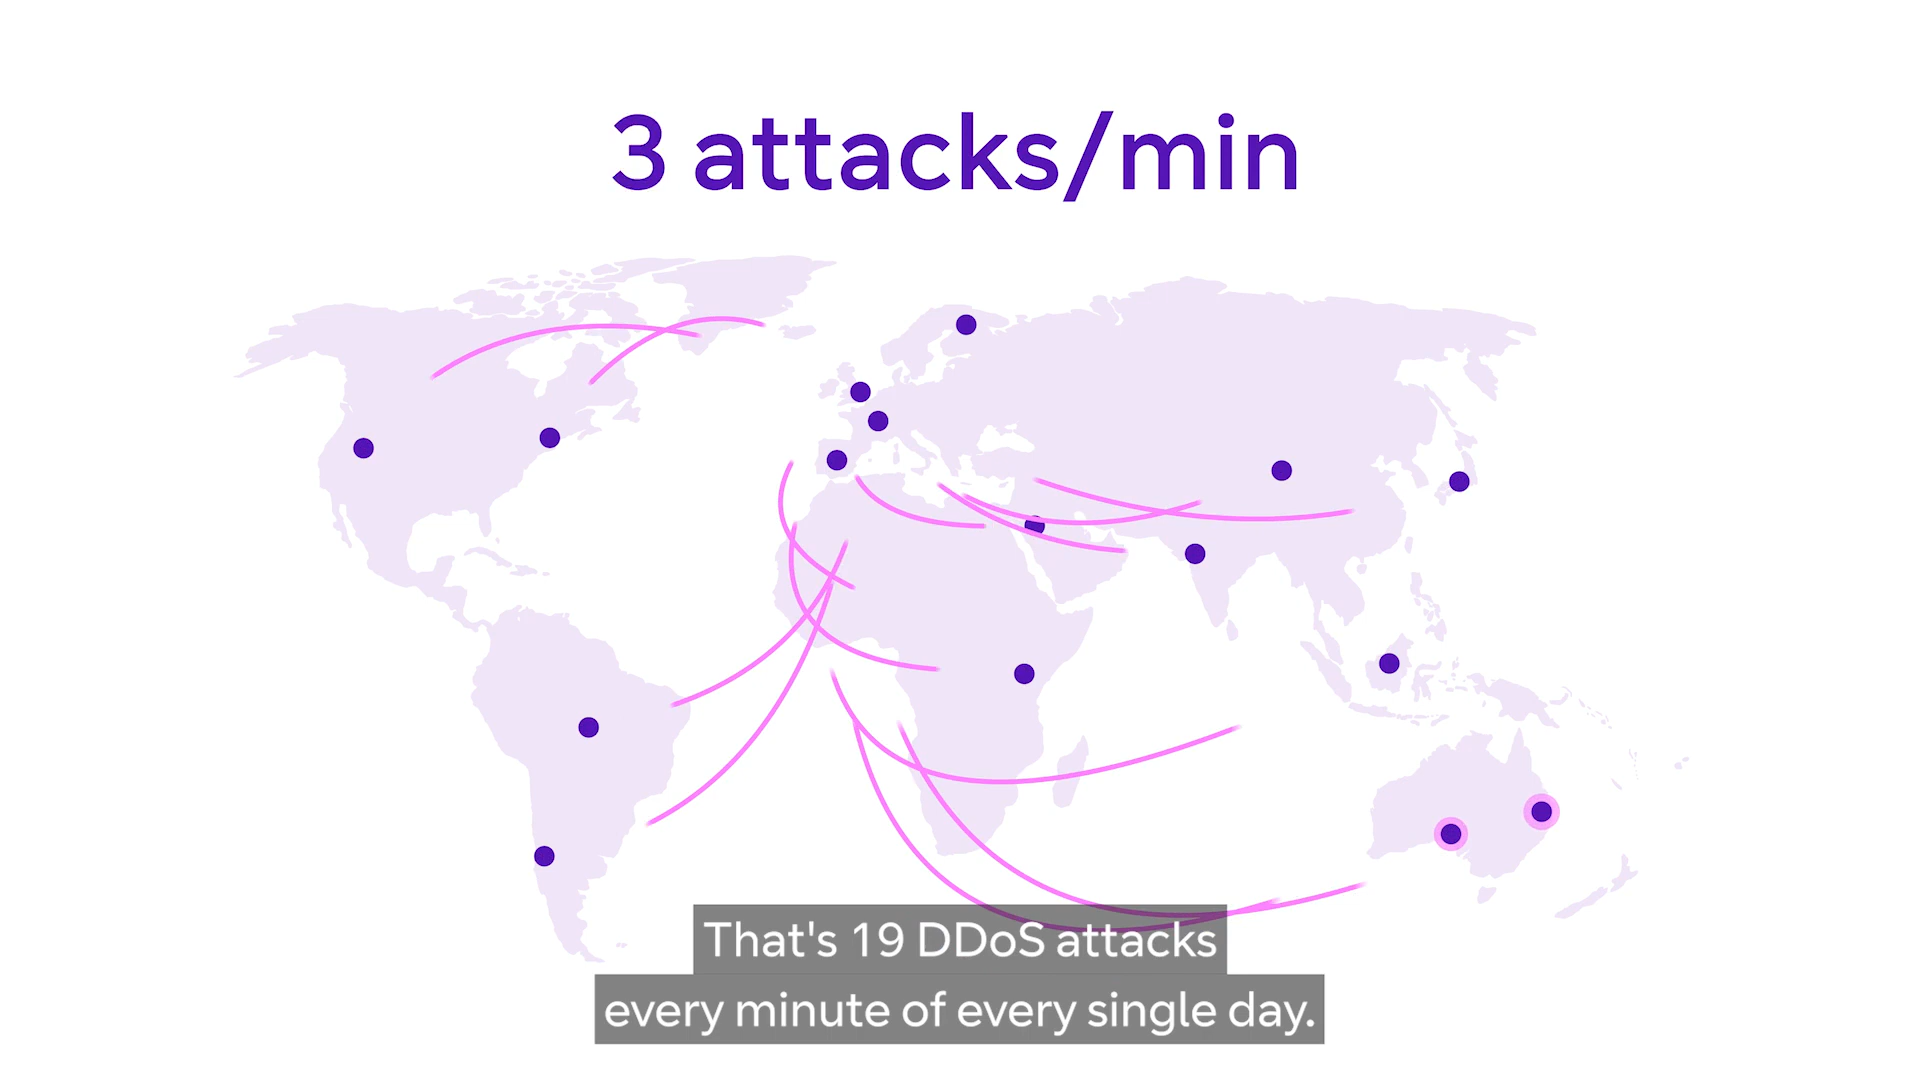 3 attacks/min
That's 19 DDoS attacks
every minute of every single day.